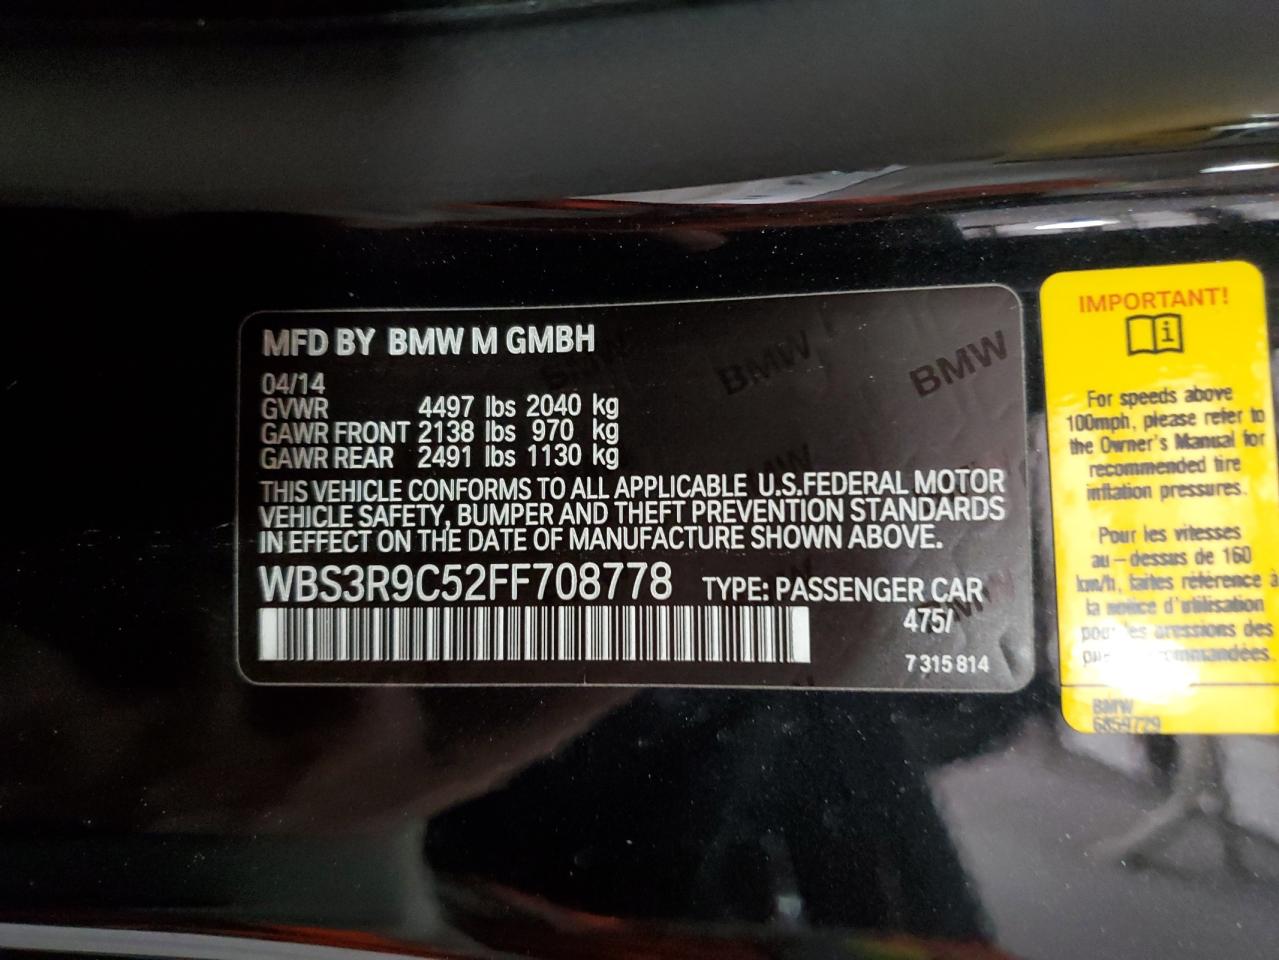 MFD BY BMW M GMBH
04/14
GVWR 4497 lbs 2040 kg
GAWR FRONT 2138 lbs 970 kg
GAWR REAR 2491 lbs 1130 kg
THIS VEHICLE CONFORMS TO ALL APPLICABLE U.S.FEDERAL MOTOR
VEHICLE SAFETY, BUMPER AND THEFT PREVENTION STANDARDS
IN EFFECT ON THE DATE OF MANUFACTURE SHOWN ABOVE.
WBS3R9C52FF708778 TYPE: PASSENGER CAR
475/
7 315 814
BMW
BMW
IMPORTANT!
For speeds above
100mph, please refer to
the Owner's Manual for
recommended tire
inflation pressures.
Pour les vitesses
au-dessus de 160
km/h, faites référence à
la notice d'utilisation
les pressions des
BMW
6859729